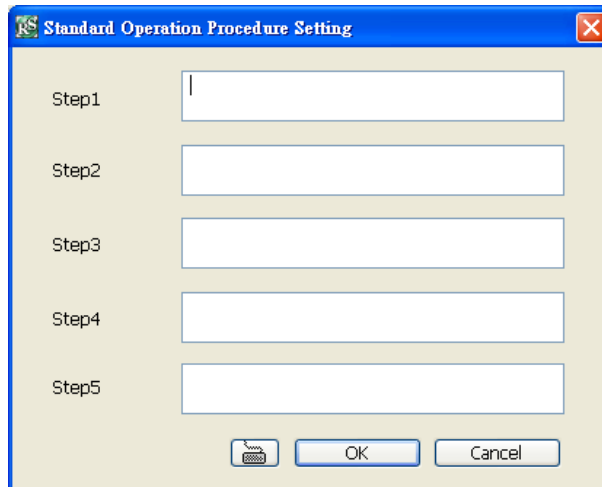 RS Standard Operation Procedure Setting
Step1
Step2
Step3
Step4
Step5
OK Cancel